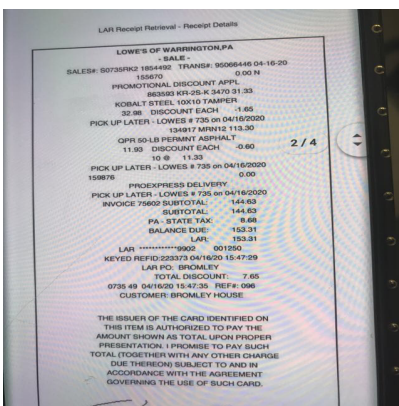 LAR Receipt Retrieval - Receipt Details
LOWE'S OF WARRINGTON,PA
- SALE -
SALES#: S0735RK2 1854492 TRANS#: 95066446 04-16-20
155670 0.00 N
PROMOTIONAL DISCOUNT APPL
863593 KR-2S-K 3470 31.33
KOBALT STEEL 10X10 TAMPER
32.98 DISCOUNT EACH -1.65
PICK UP LATER - LOWES # 735 on 04/16/2020
134917 MRN12 113.30
QPR 50-LB PERMNT ASPHALT
11.93 DISCOUNT EACH -0.60
10 @ 11.33
PICK UP LATER - LOWES # 735 on 04/16/2020
159876 0.00
PROEXPRESS DELIVERY
PICK UP LATER - LOWES # 735 on 04/16/2020
INVOICE 75602 SUBTOTAL: 144.63
SUBTOTAL: 144.63
PA - STATE TAX: 8.68
BALANCE DUE: 153.31
LAR: 153.31
LAR ************9902 001250
KEYED REFID:223373 04/16/20 15:47:29
LAR PO: BROMLEY
TOTAL DISCOUNT: 7.65
0735 49 04/16/20 15:47:35 REF#: 096
CUSTOMER: BROMLEY HOUSE
THE ISSUER OF THE CARD IDENTIFIED ON
THIS ITEM IS AUTHORIZED TO PAY THE
AMOUNT SHOWN AS TOTAL UPON PROPER
PRESENTATION. I PROMISE TO PAY SUCH
TOTAL (TOGETHER WITH ANY OTHER CHARGE
DUE THEREON) SUBJECT TO AND IN
ACCORDANCE WITH THE AGREEMENT
GOVERNING THE USE OF SUCH CARD.
2 / 4